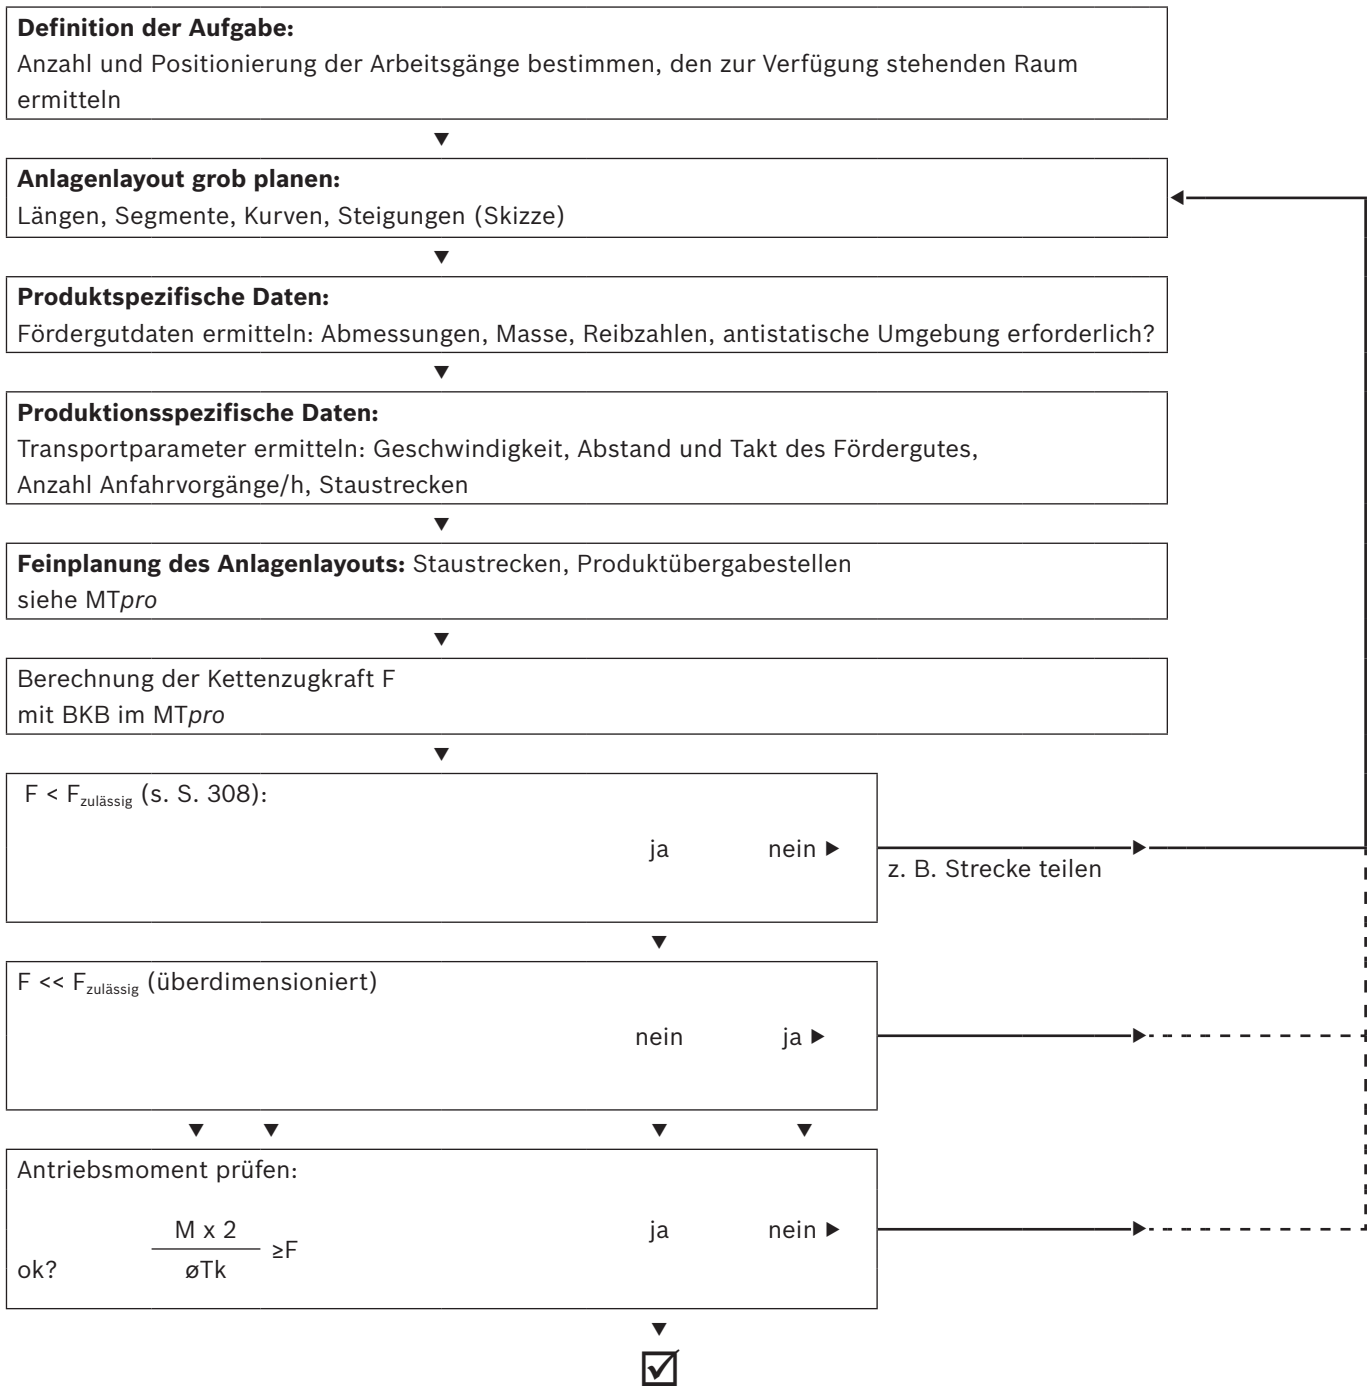 Definition der Aufgabe:
Anzahl und Positionierung der Arbeitsgänge bestimmen, den zur Verfügung stehenden Raum
ermitteln
Anlagenlayout grob planen:
Längen, Segmente, Kurven, Steigungen (Skizze)
Produktspezifische Daten:
Fördergutdaten ermitteln: Abmessungen, Masse, Reibzahlen, antistatische Umgebung erforderlich?
Produktionsspezifische Daten:
Transportparameter ermitteln: Geschwindigkeit, Abstand und Takt des Fördergutes,
Anzahl Anfahrvorgänge/h, Staustrecken
Feinplanung des Anlagenlayouts: Staustrecken, Produktübergabestellen
siehe MTpro
Berechnung der Kettenzugkraft F
mit BKB im MTpro
F < Fzulässig (s. S. 308):
ja nein
z. B. Strecke teilen
F << Fzulässig (überdimensioniert)
nein ja
Antriebsmoment prüfen:
M x 2
ja nein
≥F
ok? øTk